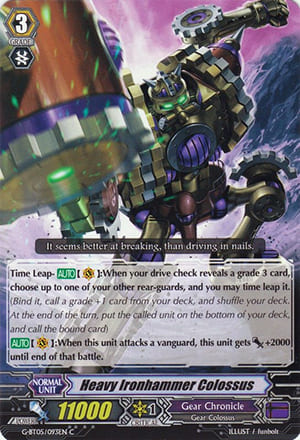 3
GRADE
It seems better at breaking, than driving in nails.
Time Leap- AUTO [ ]:When your drive check reveals a grade 3 card,
choose up to one of your other rear-guards, and you may time leap it.
(Bind it, call a grade +1 card from your deck, and shuffle your deck.
At the end of the turn, put the called unit on the bottom of your deck,
and call the bound card)
AUTO [ ]:When this unit attacks a vanguard, this unit gets +2000
until end of battle.
NORMAL
UNIT
Heavy Ironhammer Colossus
11000
1
CRITICAL
Gear Chronicle
Gear Colossus
G-BT05/093EN C
ILLUST / funbolt